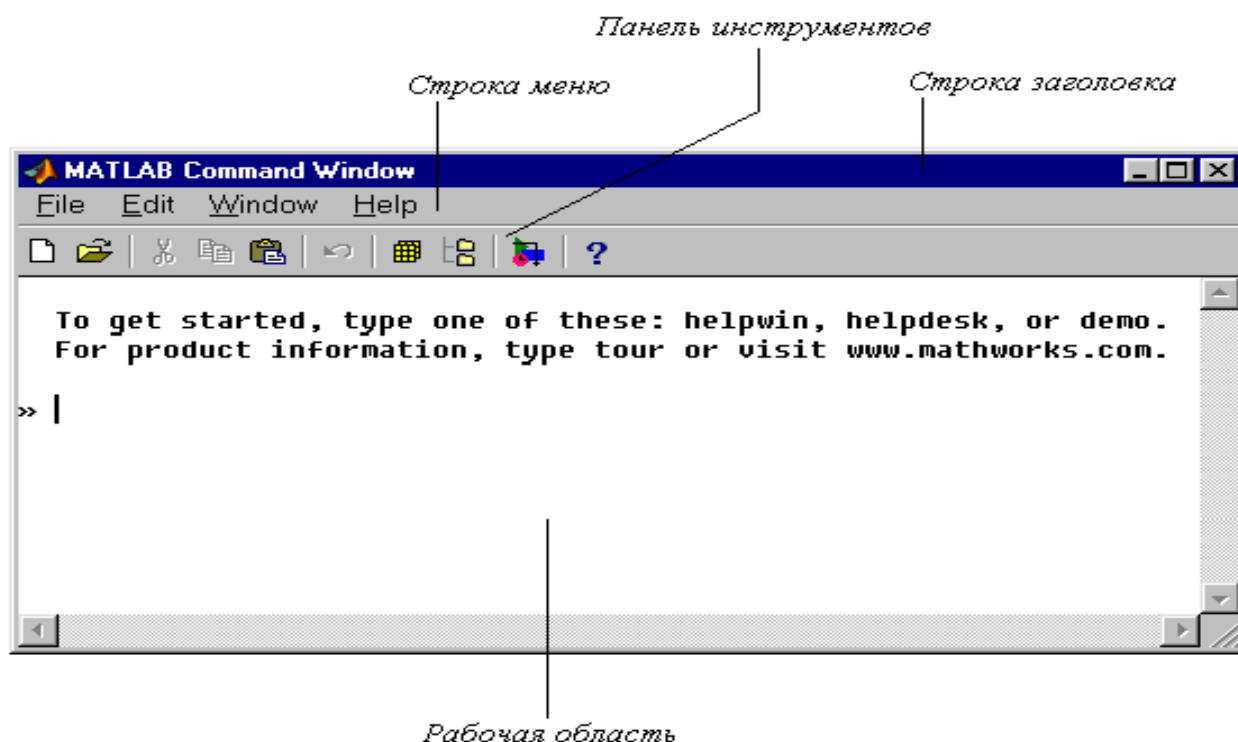 Панель инструментов
Строка меню
Строка заголовка
MATLAB Command Window
File Edit Window Help
To get started, type one of these: helpwin, helpdesk, or demo.
For product information, type tour or visit www.mathworks.com.
»
Рабочая область